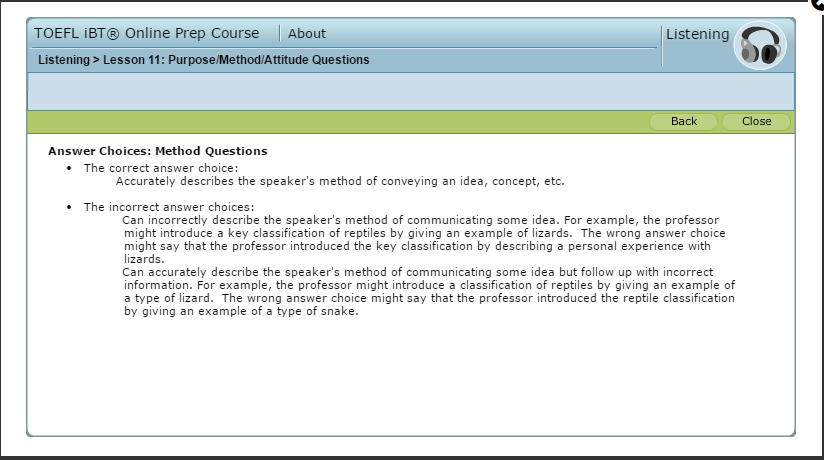 TOEFL iBT® Online Prep Course | About
Listening
Listening > Lesson 11: Purpose/Method/Attitude Questions
Back Close
Answer Choices: Method Questions
• The correct answer choice:
Accurately describes the speaker's method of conveying an idea, concept, etc.
• The incorrect answer choices:
Can incorrectly describe the speaker's method of communicating some idea. For example, the professor
might introduce a key classification of reptiles by giving an example of lizards. The wrong answer choice
might say that the professor introduced the key classification by describing a personal experience with
lizards.
Can accurately describe the speaker's method of communicating some idea but follow up with incorrect
information. For example, the professor might introduce a classification of reptiles by giving an example of
a type of lizard. The wrong answer choice might say that the professor introduced the reptile classification
by giving an example of a type of snake.